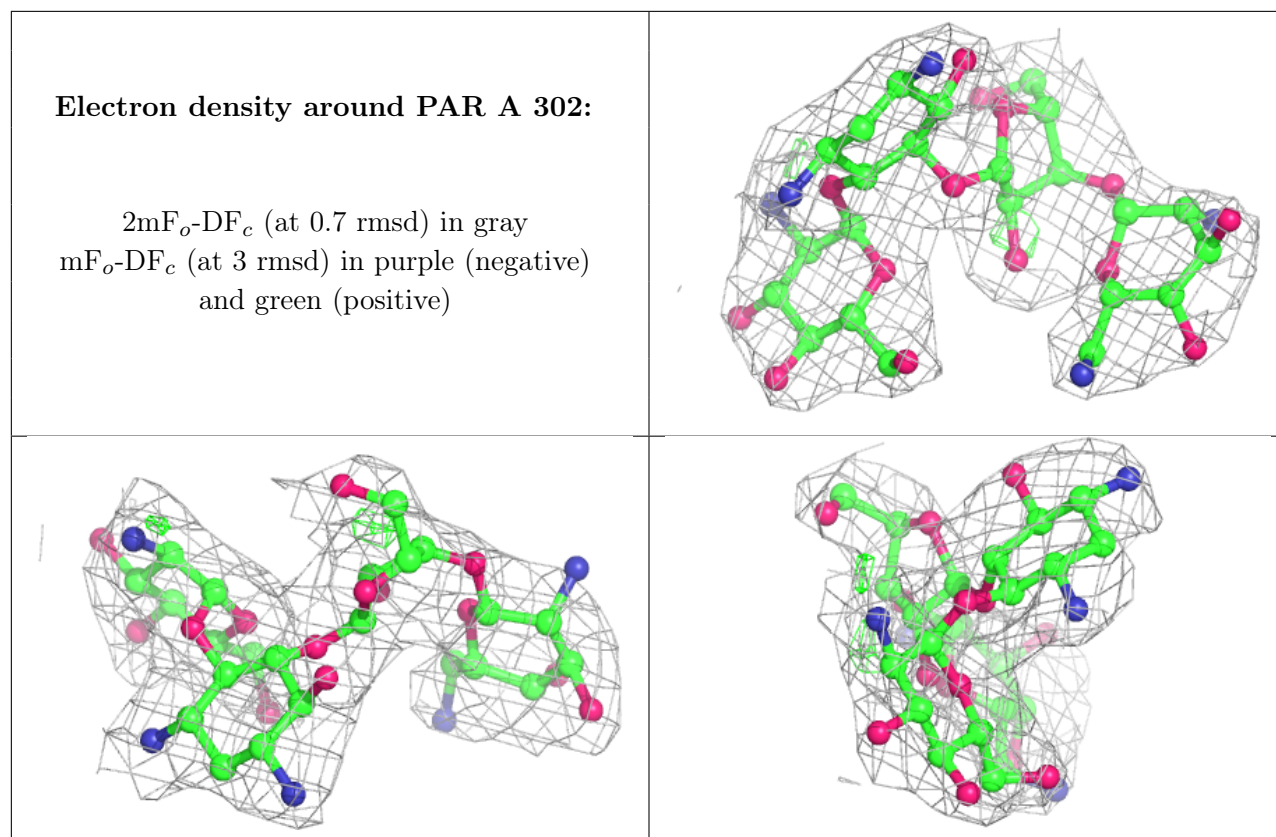 Electron density around PAR A 302:
2mFo-DFc (at 0.7 rmsd) in gray
mFo-DFc (at 3 rmsd) in purple (negative)
and green (positive)